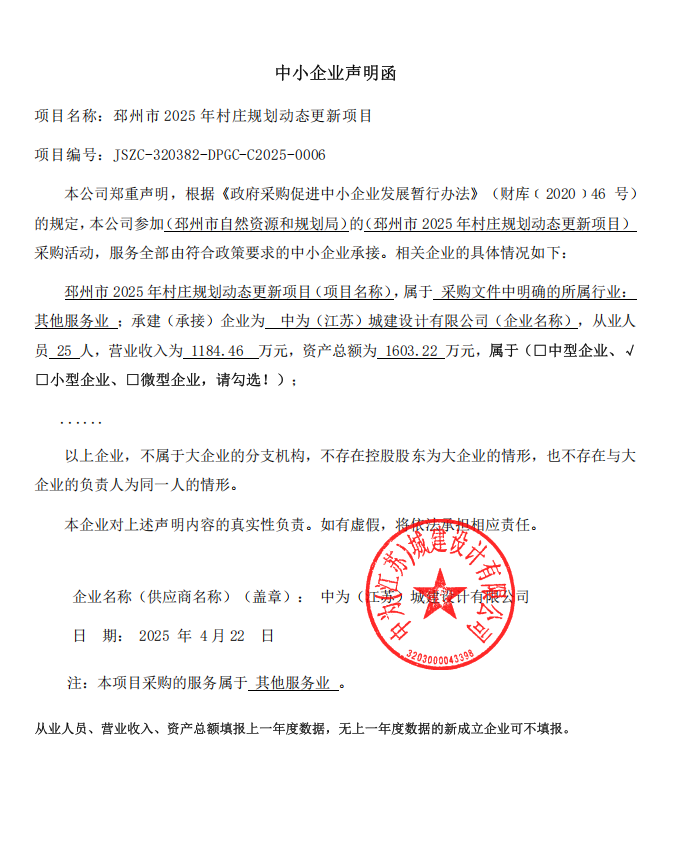 中小企业声明函
项目名称：邳州市 2025 年村庄规划动态更新项目
项目编号：JSZC-320382-DPGC-C2025-0006
本公司郑重声明，根据《政府采购促进中小企业发展暂行办法》（财库﹝2020﹞46 号）
的规定，本公司参加（邳州市自然资源和规划局）的（邳州市 2025 年村庄规划动态更新项目）
采购活动，服务全部由符合政策要求的中小企业承接。相关企业的具体情况如下：
邳州市 2025 年村庄规划动态更新项目（项目名称），属于 采购文件中明确的所属行业：
其他服务业 ；承建（承接）企业为 中为（江苏）城建设计有限公司（企业名称），从业人
员 25 人，营业收入为 1184.46 万元，资产总额为 1603.22 万元，属于（□中型企业、√
□小型企业、□微型企业，请勾选！）；
......
以上企业，不属于大企业的分支机构，不存在控股股东为大企业的情形，也不存在与大
企业的负责人为同一人的情形。
本企业对上述声明内容的真实性负责。如有虚假，将依法承担相应责任。
企业名称（供应商名称）（盖章）： 中为（江苏）城建设计有限公司
日 期： 2025 年 4 月 22 日
中为(江苏)城建设计有限公司
3203000043398
注：本项目采购的服务属于 其他服务业 。
从业人员、营业收入、资产总额填报上一年度数据，无上一年度数据的新成立企业可不填报。